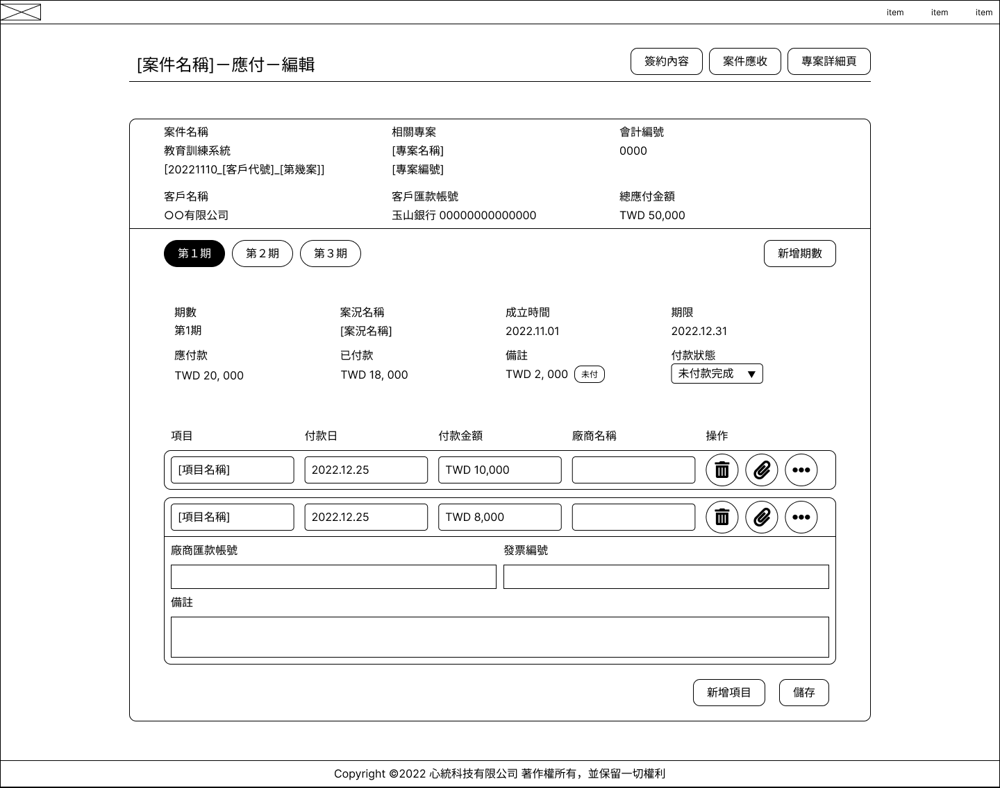 item item item
[案件名稱]－應付－編輯
簽約內容 案件應收 專案詳細頁
案件名稱 相關專案 會計編號
教育訓練系統 [專案名稱] 0000
[20221110_[客戶代號]_[第幾案]] [專案編號]
客戶名稱 客戶匯款帳號 總應付金額
〇〇有限公司 玉山銀行 00000000000000 TWD 50,000
第１期 第２期 第３期 新增期數
期數 案況名稱 成立時間 期限
第1期 [案況名稱] 2022.11.01 2022.12.31
應付款 已付款 備註 付款狀態
TWD 20, 000 TWD 18, 000 TWD 2, 000 未付 未付款完成 ▼
項目 付款日 付款金額 廠商名稱 操作
[項目名稱] 2022.12.25 TWD 10,000
[項目名稱] 2022.12.25 TWD 8,000
廠商匯款帳號 發票編號
備註
新增項目 儲存
Copyright ©2022 心統科技有限公司 著作權所有，並保留一切權利